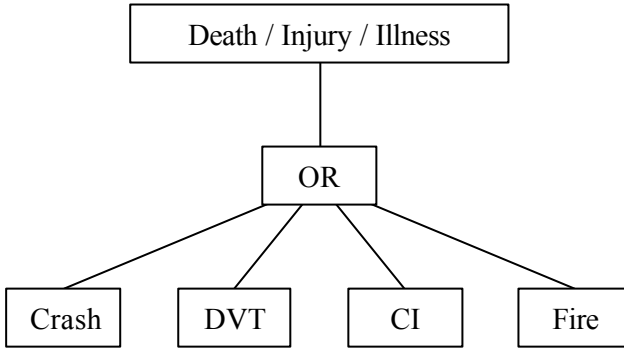 Death / Injury / Illness
OR
Crash
DVT
CI
Fire